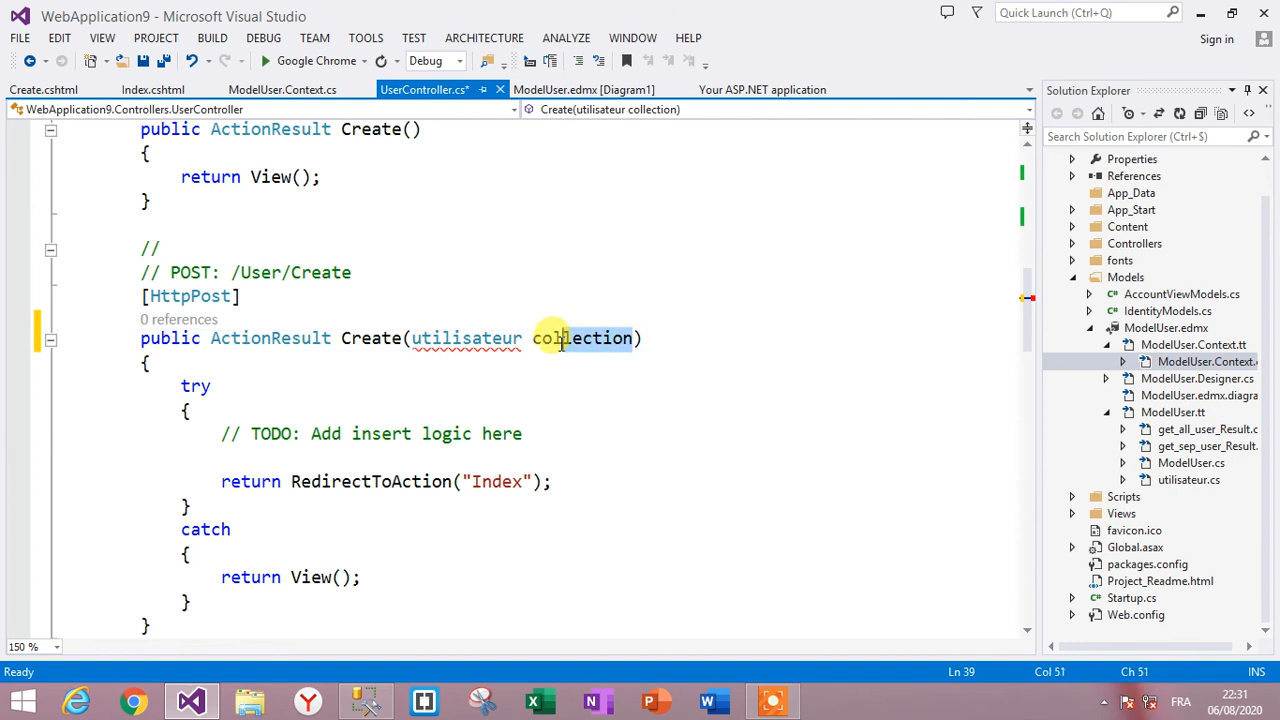 WebApplication9 - Microsoft Visual Studio
Quick Launch (Ctrl+Q)
FILE EDIT VIEW PROJECT BUILD DEBUG TEAM TOOLS TEST ARCHITECTURE ANALYZE WINDOW HELP
Sign in
Google Chrome
Debug
Create.cshtml Index.cshtml ModelUser.Context.cs UserController.cs* ModelUser.edmx [Diagram1] Your ASP.NET application
WebApplication9.Controllers.UserController
Create(utilisateur collection)
public ActionResult Create()
{
return View();
}
//
// POST: /User/Create
[HttpPost]
0 references
public ActionResult Create(utilisateur collection)
{
try
{
// TODO: Add insert logic here
return RedirectToAction("Index");
}
catch
{
return View();
}
}
150 %
Solution Explorer
Search Solution Explorer (Ctrl+$)
Properties
References
App_Data
App_Start
Content
Controllers
fonts
Models
AccountViewModels.cs
IdentityModels.cs
ModelUser.edmx
ModelUser.Context.tt
ModelUser.Context.
ModelUser.Designer.cs
ModelUser.edmx.diagra
ModelUser.tt
get_all_user_Result.c
get_sep_user_Result.
ModelUser.cs
utilisateur.cs
Scripts
Views
favicon.ico
Global.asax
packages.config
Project_Readme.html
Startup.cs
Web.config
Ready
Ln 39
Col 51
Ch 51
INS
FRA
22:31
06/08/2020